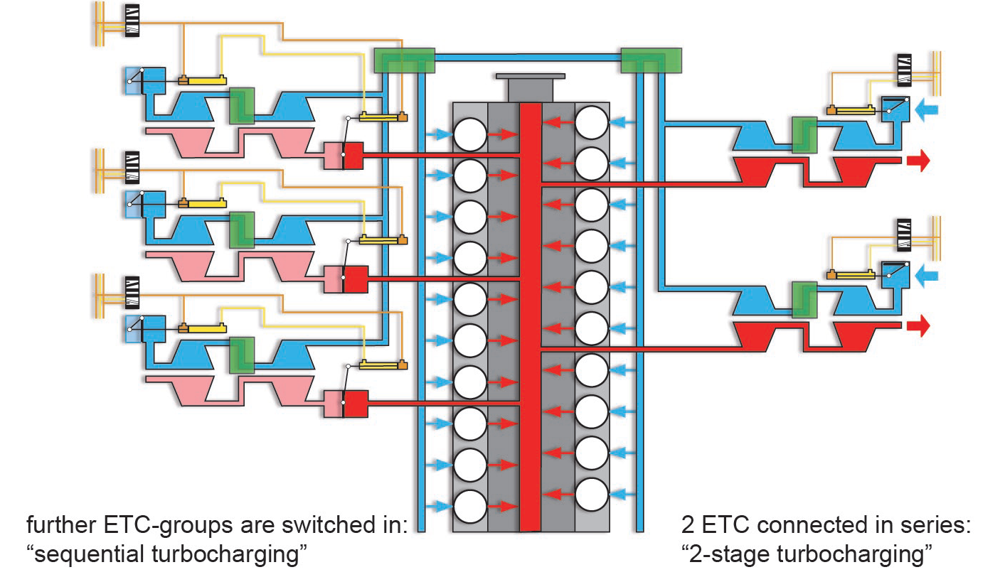 further ETC-groups are switched in:
“sequential turbocharging”
2 ETC connected in series:
“2-stage turbocharging”